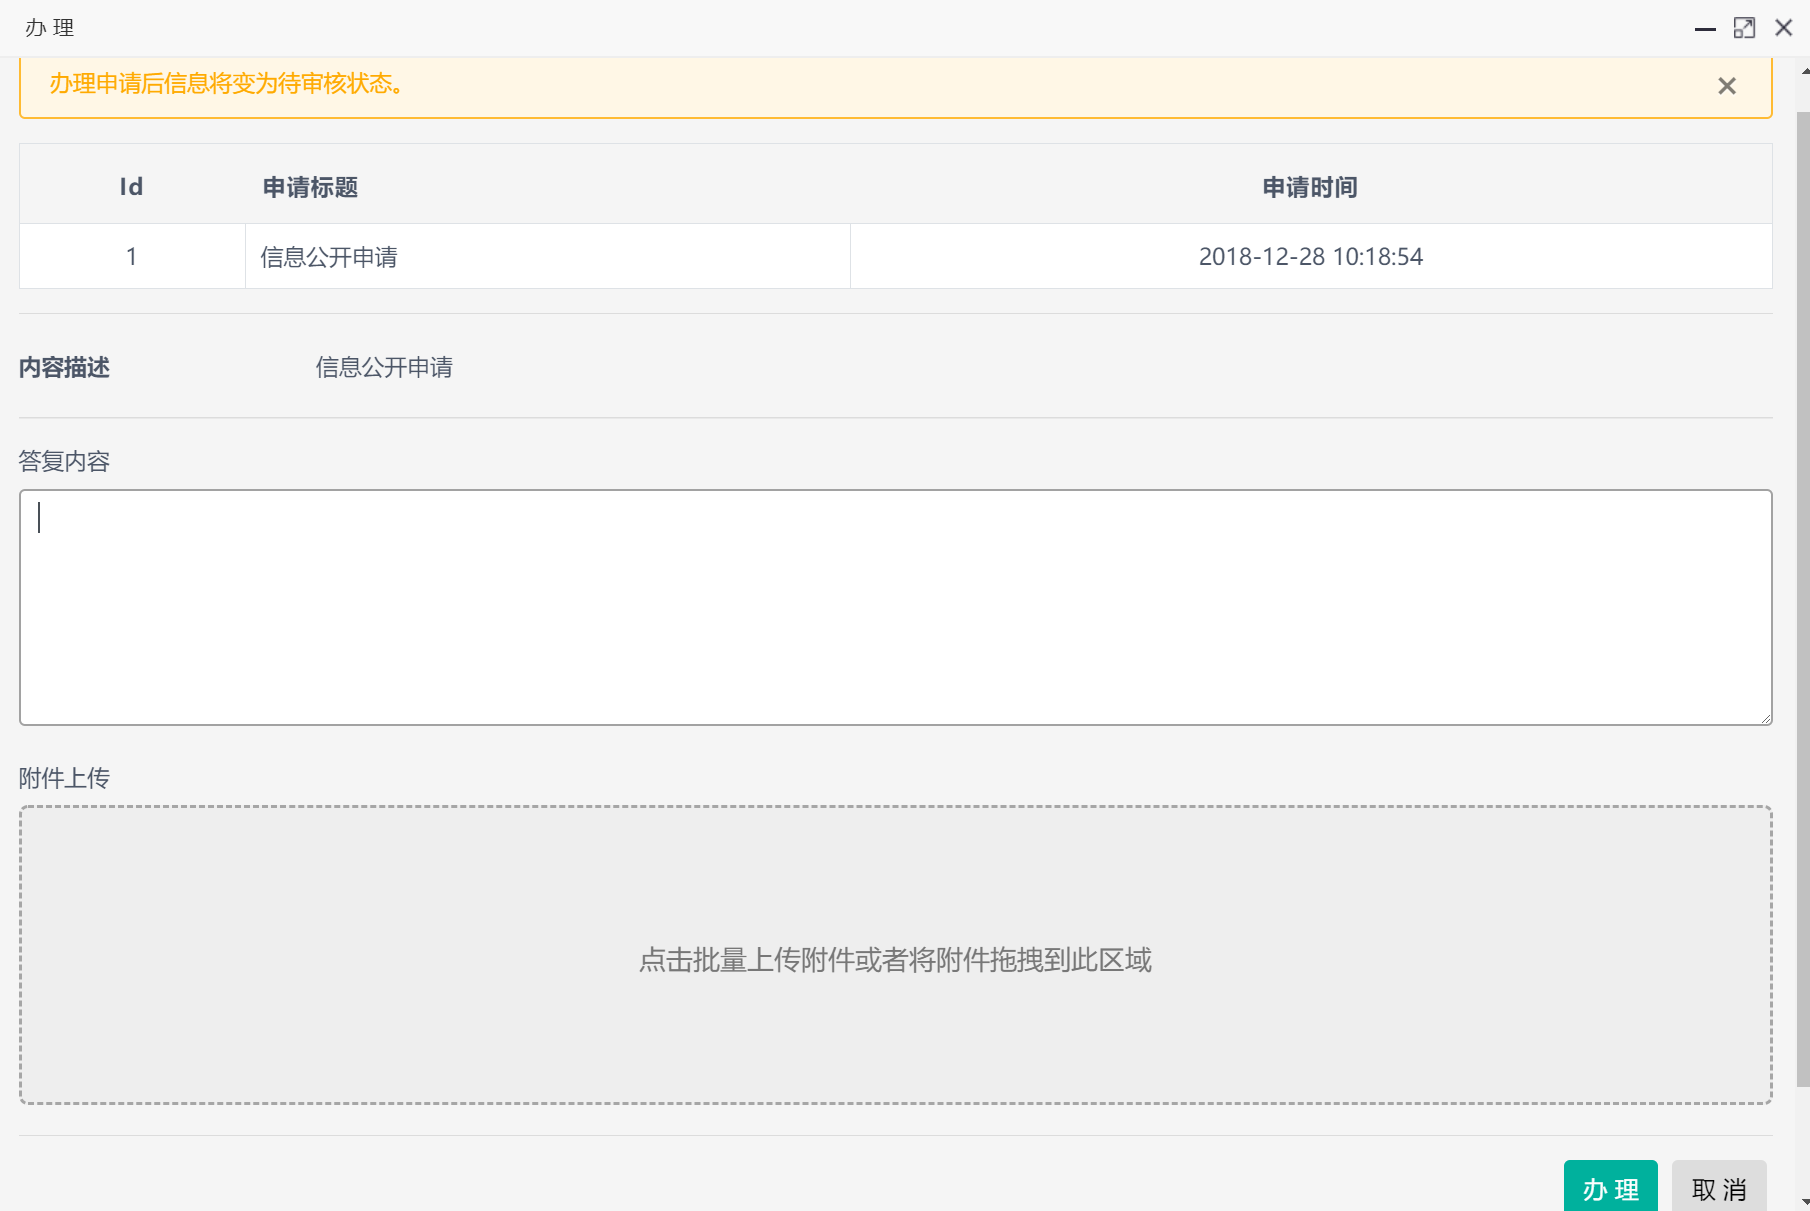 办 理
办理申请后信息将变为待审核状态。
Id 申请标题 申请时间
1 信息公开申请 2018-12-28 10:18:54
内容描述 信息公开申请
答复内容
附件上传
点击批量上传附件或者将附件拖拽到此区域
办 理 取 消